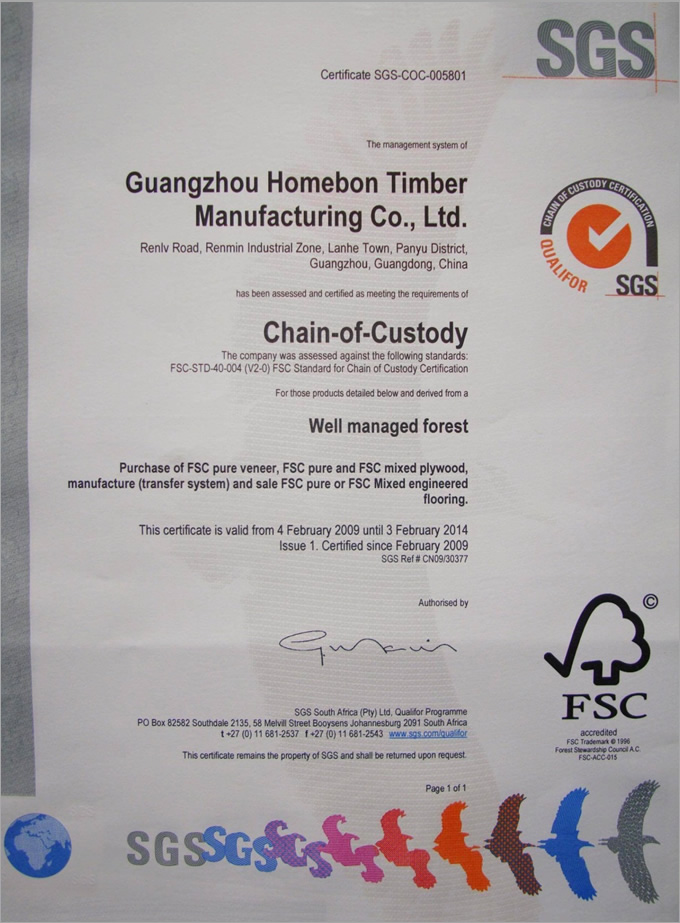 SGS
Certificate SGS-COC-005801
The management system of
Guangzhou Homebon Timber
Manufacturing Co., Ltd.
Renlv Road, Renmin Industrial Zone, Lanhe Town, Panyu District,
Guangzhou, Guangdong, China
CHAIN OF CUSTODY CERTIFICATION
QUALIFOR
SGS
has been assessed and certified as meeting the requirements of
Chain-of-Custody
The company was assessed against the following standards:
FSC-STD-40-004 (V2-0) FSC Standard for Chain of Custody Certification
For those products detailed below and derived from a
Well managed forest
Purchase of FSC pure veneer, FSC pure and FSC mixed plywood,
manufacture (transfer system) and sale FSC pure or FSC Mixed engineered
flooring.
This certificate is valid from 4 February 2009 until 3 February 2014
Issue 1. Certified since February 2009
SGS Ref # CN09/30377
Authorised by
SGS South Africa (Pty) Ltd, Qualifor Programme
PO Box 82582 Southdale 2135, 58 Melvill Street Booysens Johannesburg 2091 South Africa
t +27 (0) 11 681-2537 f +27 (0) 11 681-2543 www.sgs.com/qualifor
This certificate remains the property of SGS and shall be returned upon request.
Page 1 of 1
©
FSC
accredited
FSC Trademark © 1996
Forest Stewardship Council A.C.
FSC-ACC-015
SGS SGS SGS